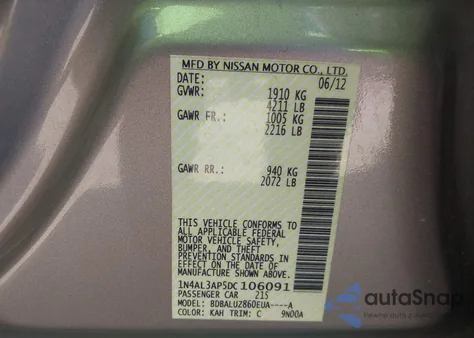 MFD BY NISSAN MOTOR CO., LTD.
DATE: 06/12
GVWR: 1910 KG
4211 LB
GAWR FR.: 1005 KG
2216 LB
GAWR RR.: 940 KG
2072 LB
THIS VEHICLE CONFORMS TO
ALL APPLICABLE FEDERAL
MOTOR VEHICLE SAFETY,
BUMPER, AND THEFT
PREVENTION STANDARDS IN
EFFECT ON THE DATE OF
MANUFACTURE SHOWN ABOVE.
1N4AL3AP5DC106091
PASSENGER CAR 215
MODEL: BDBALUZ860EUA----A
COLOR: KAH TRIM: C 9N00A
autaSnap